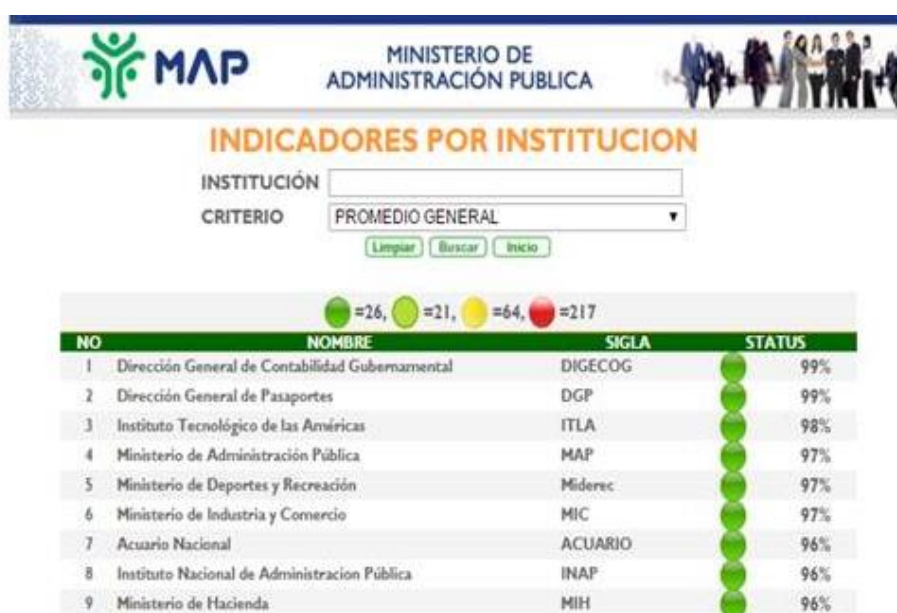 MAP
MINISTERIO DE
ADMINISTRACIÓN PUBLICA
INDICADORES POR INSTITUCION
INSTITUCIÓN
CRITERIO PROMEDIO GENERAL
Limpiar Buscar Inicio
=26, =21, =64, =217
NO NOMBRE SIGLA STATUS
1 Dirección General de Contabilidad Gubernamental DIGECOG 99%
2 Dirección General de Pasaportes DGP 99%
3 Instituto Tecnológico de las Américas ITLA 98%
4 Ministerio de Administración Pública MAP 97%
5 Ministerio de Deportes y Recreación Miderec 97%
6 Ministerio de Industria y Comercio MIC 97%
7 Acuario Nacional ACUARIO 96%
8 Instituto Nacional de Administracion Pública INAP 96%
9 Ministerio de Hacienda MIH 96%